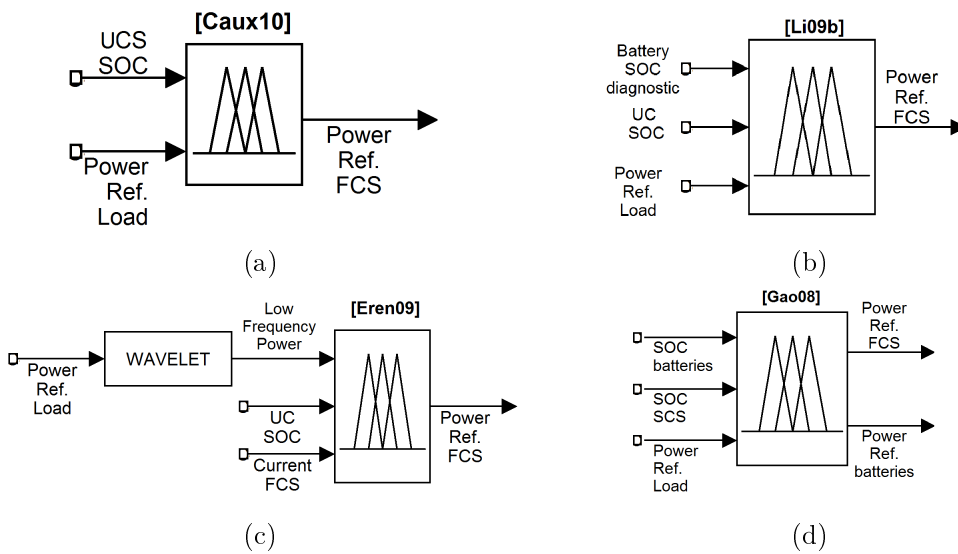 [Caux10]
UCS
SOC
Power
Ref.
Load
Power
Ref.
FCS
(a)
[Li09b]
Battery
SOC
diagnostic
UC
SOC
Power
Ref.
Load
Power
Ref.
FCS
(b)
[Eren09]
Power
Ref.
Load
WAVELET
Low
Frequency
Power
UC
SOC
Current
FCS
Power
Ref.
FCS
(c)
[Gao08]
SOC
batteries
SOC
SCS
Power
Ref.
Load
Power
Ref.
FCS
Power
Ref.
batteries
(d)